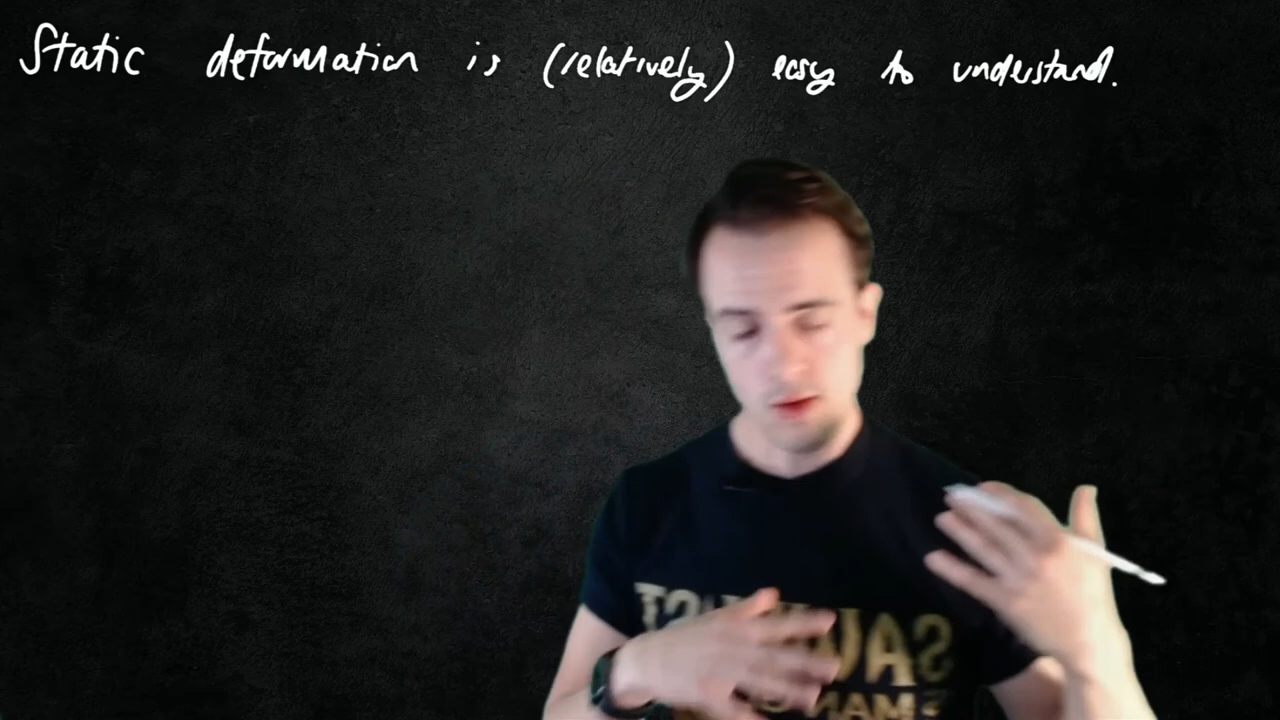 Static deformation is (relatively) easy to understand.